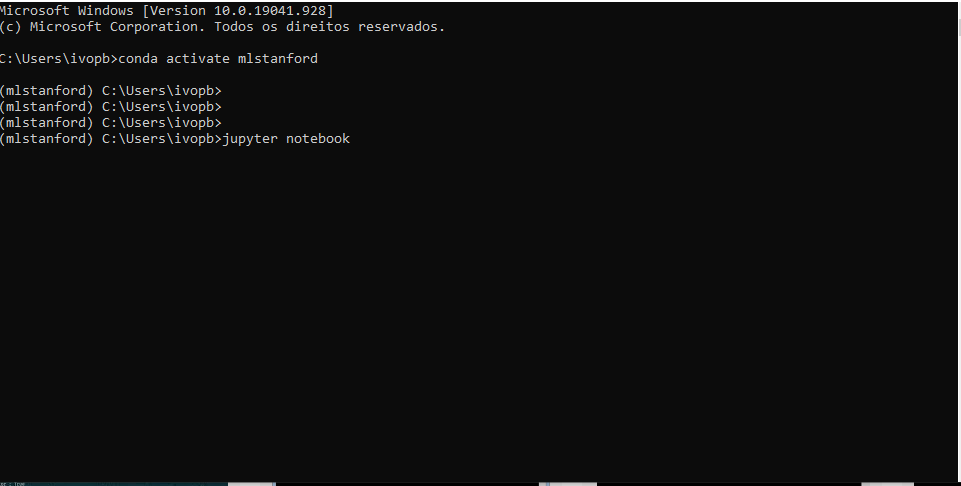 Microsoft Windows [Version 10.0.19041.928]
(c) Microsoft Corporation. Todos os direitos reservados.
C:\Users\ivopb>conda activate mlstanford
(mlstanford) C:\Users\ivopb>
(mlstanford) C:\Users\ivopb>
(mlstanford) C:\Users\ivopb>
(mlstanford) C:\Users\ivopb>jupyter notebook